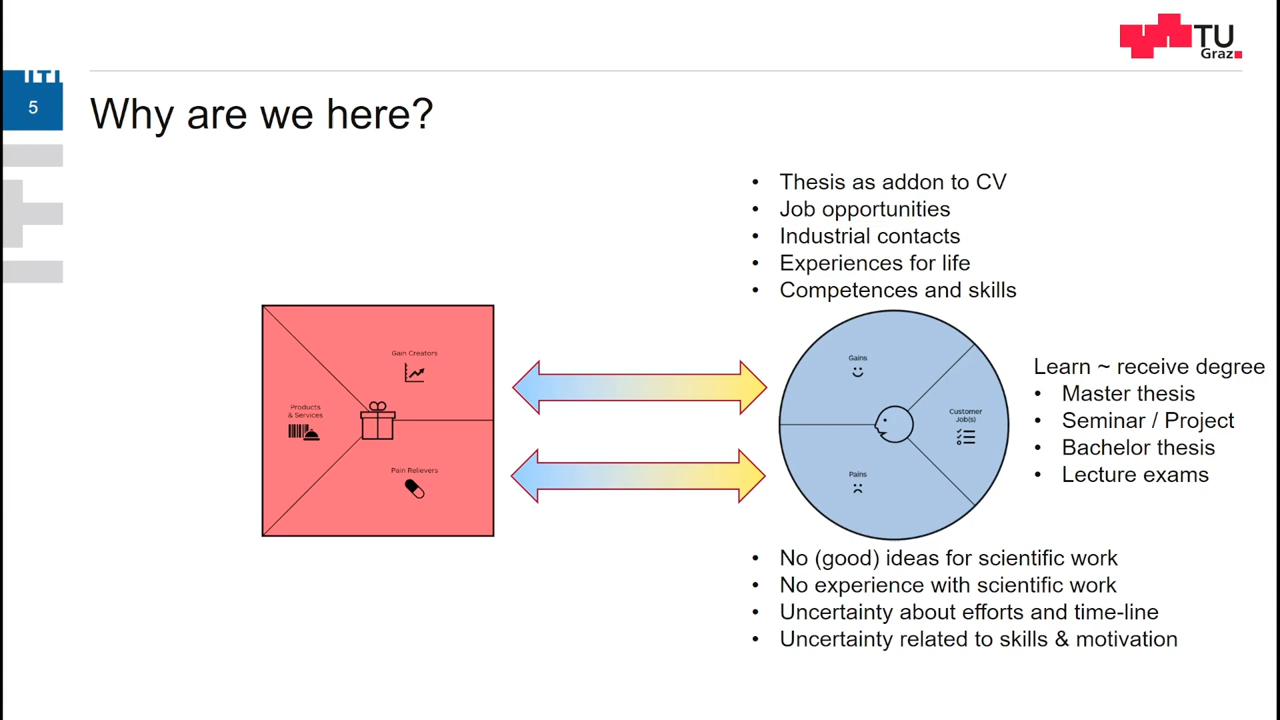 TU
Graz
5
Why are we here?
• Thesis as addon to CV
• Job opportunities
• Industrial contacts
• Experiences for life
• Competences and skills
Gain Creators
Products
& Services
Pain Relievers
Gains
Customer
Job(s)
Pains
Learn ~ receive degree
• Master thesis
• Seminar / Project
• Bachelor thesis
• Lecture exams
• No (good) ideas for scientific work
• No experience with scientific work
• Uncertainty about efforts and time-line
• Uncertainty related to skills & motivation